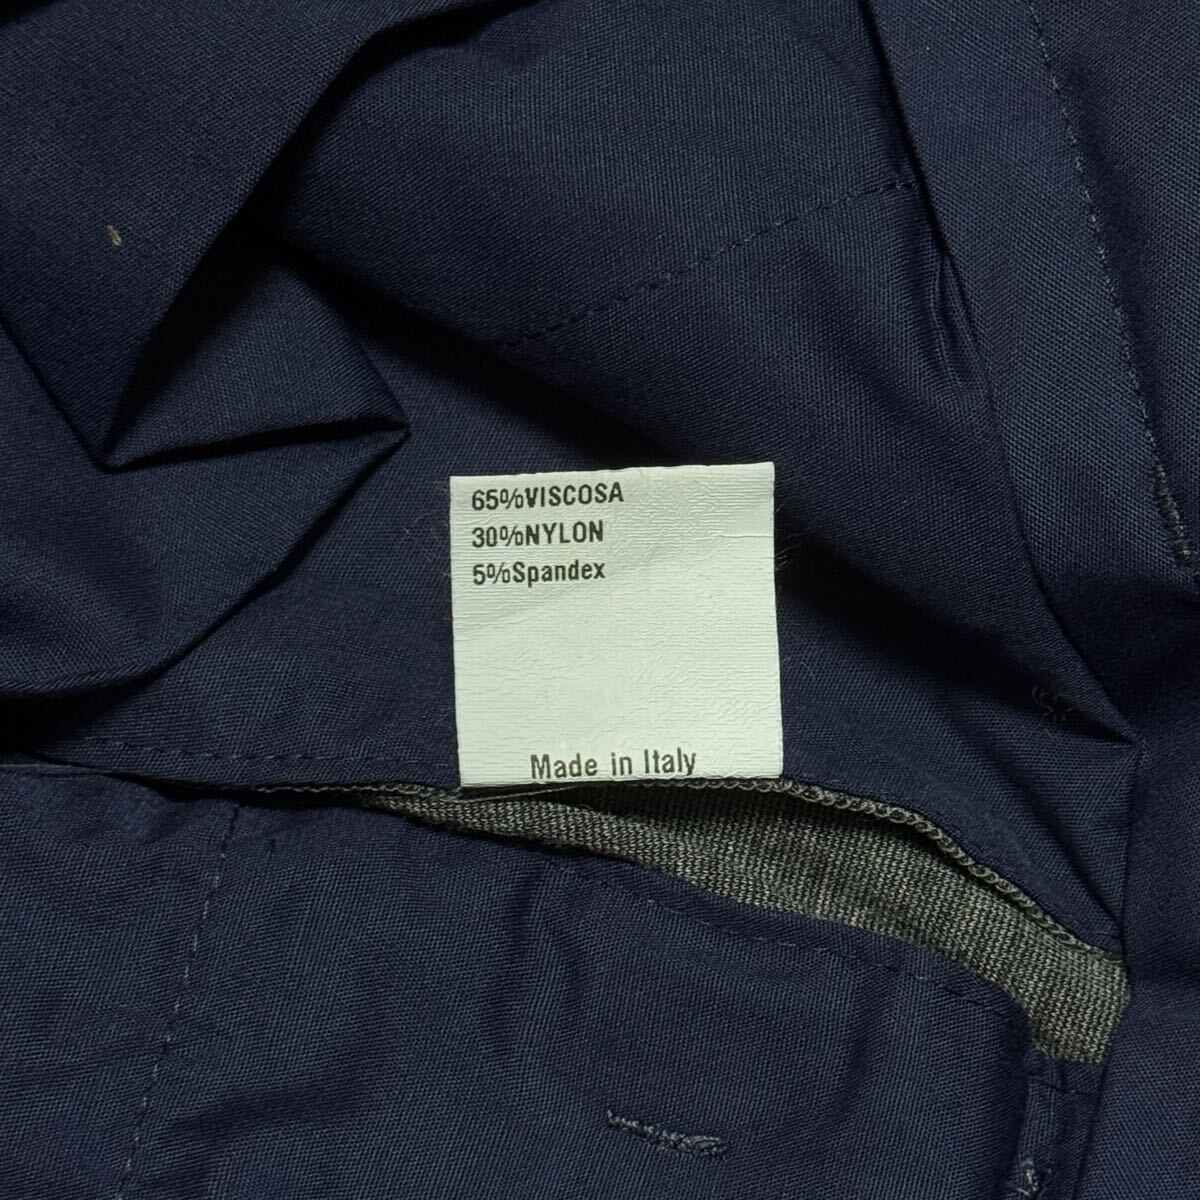 65%VISCOSA
30%NYLON
5%Spandex
Made in Italy